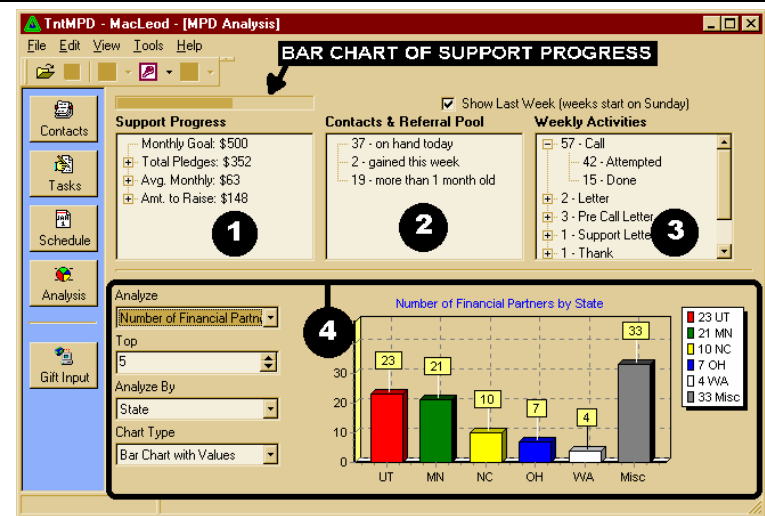 TntMPD - MacLeod - [MPD Analysis]
File Edit View Tools Help
BAR CHART OF SUPPORT PROGRESS
Show Last Week (weeks start on Sunday)
Contacts
Tasks
Schedule
Analysis
Gift Input
Support Progress
Monthly Goal: $500
Total Pledges: $352
Avg. Monthly: $63
Amt. to Raise: $148
1
Contacts & Referral Pool
37 - on hand today
2 - gained this week
19 - more than 1 month old
2
Weekly Activities
57 - Call
42 - Attempted
15 - Done
2 - Letter
3 - Pre Call Letter
1 - Support Lette
1 - Thank
3
Analyze
Number of Financial Partn
Top
5
Analyze By
State
Chart Type
Bar Chart with Values
4
Number of Financial Partners by State
23
21
10
7
4
33
30
20
10
0
UT MN NC OH WA Misc
23 UT
21 MN
10 NC
7 OH
4 WA
33 Misc